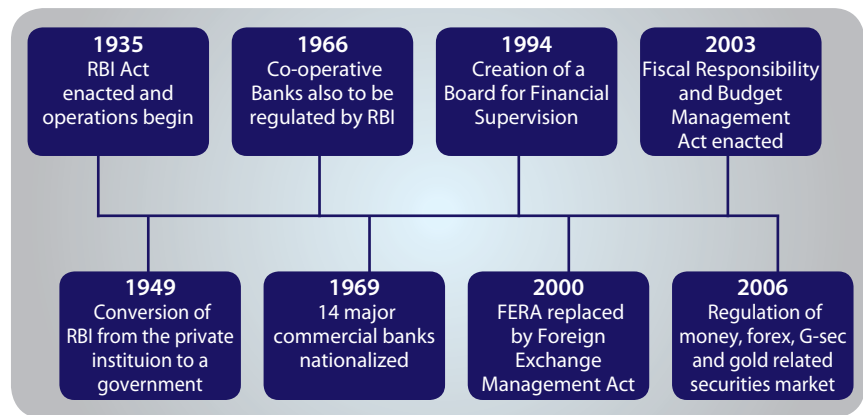 1935
RBI Act
enacted and
operations begin
1966
Co-operative
Banks also to be
regulated by RBI
1994
Creation of a
Board for Financial
Supervision
2003
Fiscal Responsibility
and Budget
Management
Act enacted
1949
Conversion of
RBI from the private
instituion to a
government
1969
14 major
commercial banks
nationalized
2000
FERA replaced
by Foreign
Exchange
Management Act
2006
Regulation of
money, forex, G-sec
and gold related
securities market